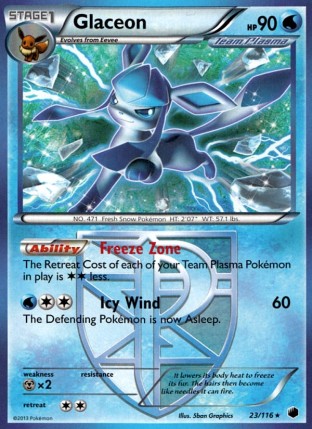 STAGE1
Glaceon
HP90
Evolves from Eevee
Team Plasma
NO. 471 Fresh Snow Pokémon HT: 2'07" WT: 57.1 lbs.
Ability Freeze Zone
The Retreat Cost of each of your Team Plasma Pokémon
in play is less.
Icy Wind 60
The Defending Pokémon is now Asleep.
weakness resistance
×2
retreat
It lowers its body heat to freeze
its fur. The hairs then become
like needles it can fire.
Illus. 5ban Graphics
23/116 ★
©2013 Pokémon